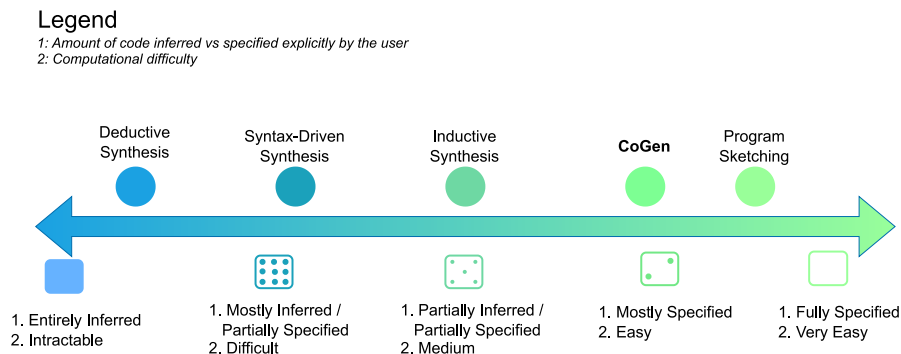 Legend
1: Amount of code inferred vs specified explicitly by the user
2: Computational difficulty
Deductive
Synthesis
Syntax-Driven
Synthesis
Inductive
Synthesis
CoGen
Program
Sketching
1. Entirely Inferred
2. Intractable
1. Mostly Inferred /
Partially Specified
2. Difficult
1. Partially Inferred /
Partially Specified
2. Medium
1. Mostly Specified
2. Easy
1. Fully Specified
2. Very Easy